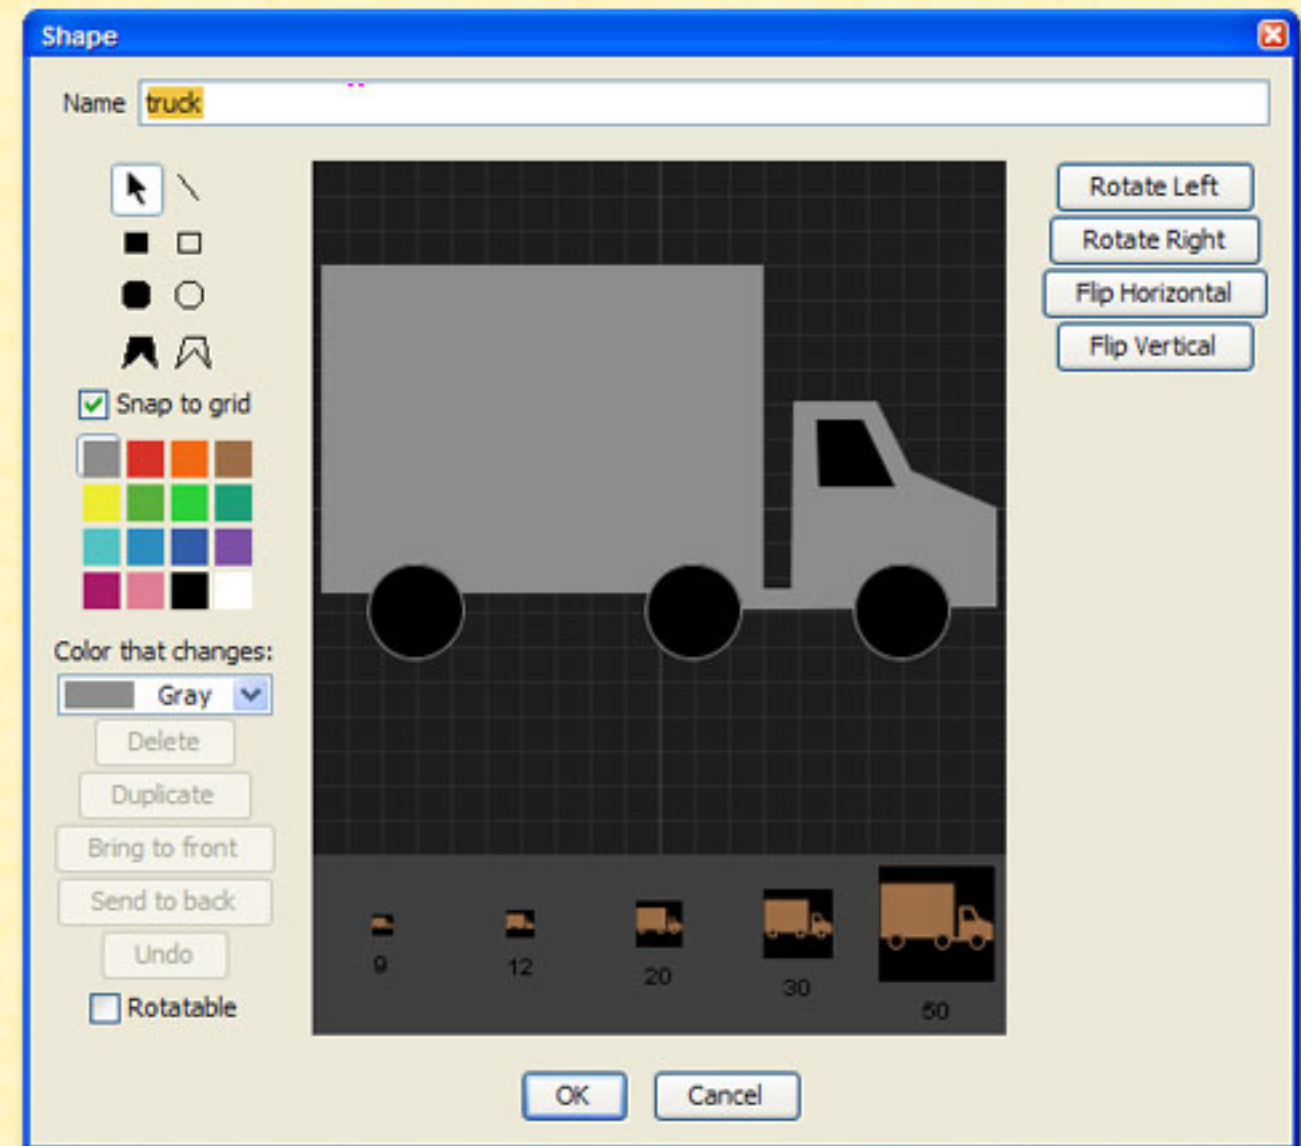 Shape
Name truck
Rotate Left
Rotate Right
Flip Horizontal
Flip Vertical
Snap to grid
Color that changes:
Gray
Delete
Duplicate
Bring to front
Send to back
Undo
Rotatable
9 12 20 30 50
OK Cancel